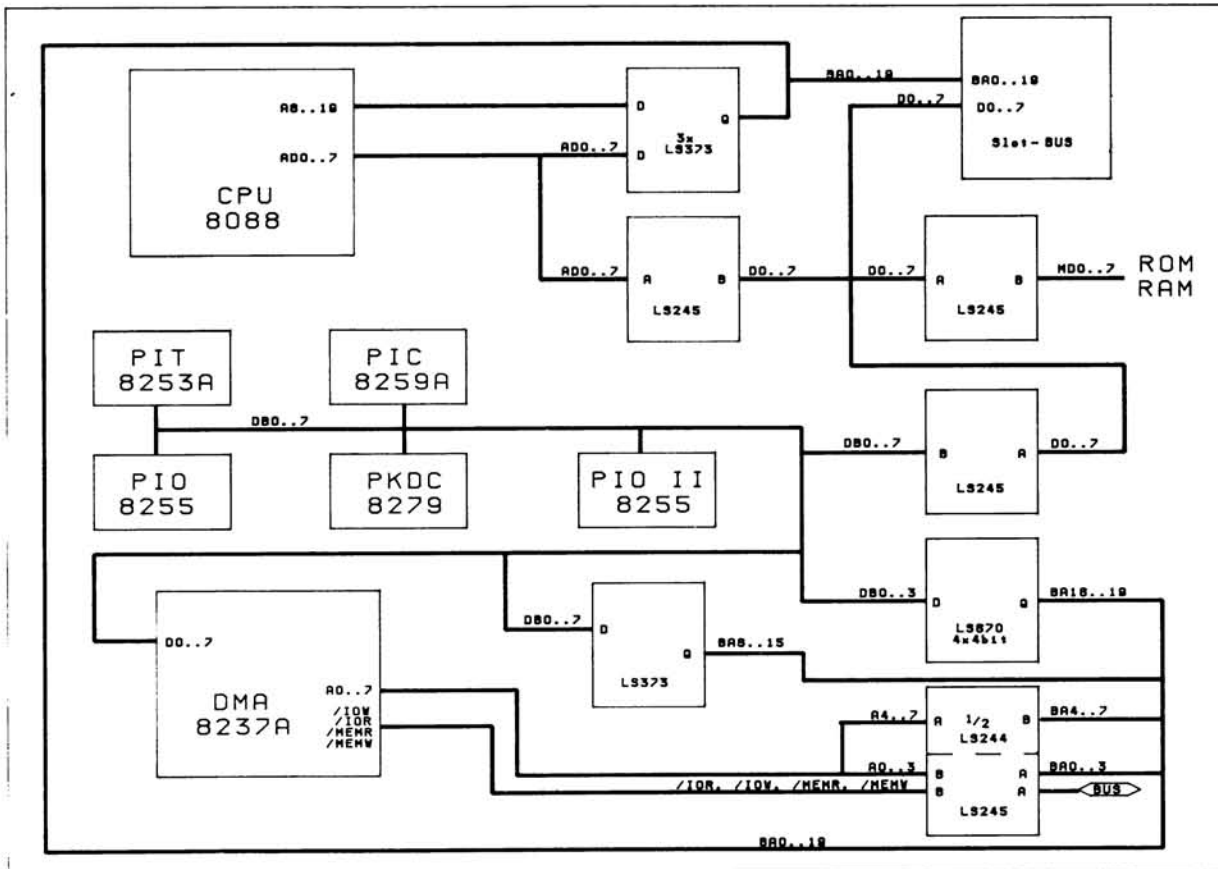 BA0..19
BA0..19
D0..7
D0..7
Slot-BUS
A8..19
AD0..7
CPU
8088
AD0..7
D
D
Q
3x
LS373
AD0..7
A
B
LS245
D0..7
D0..7
A
B
LS245
MD0..7
ROM
RAM
PIT
8253A
PIC
8259A
DB0..7
PIO
8255
PKDC
8279
PIO II
8255
DB0..7
B
A
LS245
D0..7
DB0..3
D
Q
LS670
4x4bit
BA16..19
D0..7
DMA
8237A
A0..7
/IOW
/IOR
/MEMR
/MEMW
DB0..7
D
Q
LS373
BA8..15
A4..7
A
1/2
B
LS244
BA4..7
A0..3
B
A
BA0..3
/IOR, /IOW, /MEMR, /MEMW
B
A
BUS
LS245
BA0..19